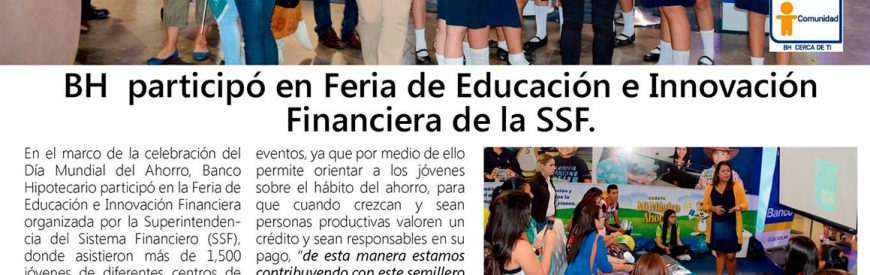 Comunidad
BH CERCA DE TI
BH participó en Feria de Educación e Innovación
Financiera de la SSF.
En el marco de la celebración del
Día Mundial del Ahorro, Banco
Hipotecario participó en la Feria de
Educación e Innovación Financiera
organizada por la Superintenden-
cia del Sistema Financiero (SSF),
donde asistieron más de 1,500
jóvenes de diferentes centros de
eventos, ya que por medio de ello
permite orientar a los jóvenes
sobre el hábito del ahorro, para
que cuando crezcan y sean
personas productivas valoren un
crédito y sean responsables en su
pago, "de esta manera estamos
contribuyendo con este semillero
Banco